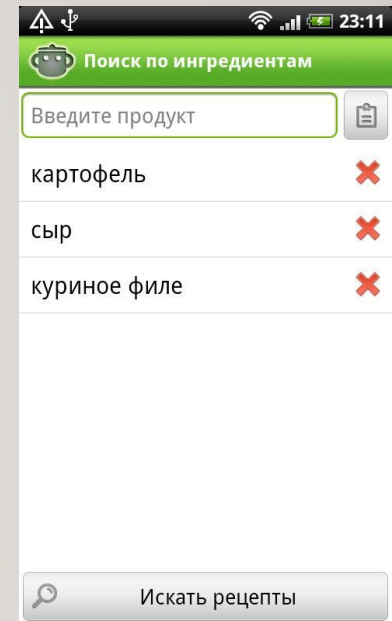 23:11
Поиск по ингредиентам
Введите продукт
картофель
сыр
куриное филе
Искать рецепты